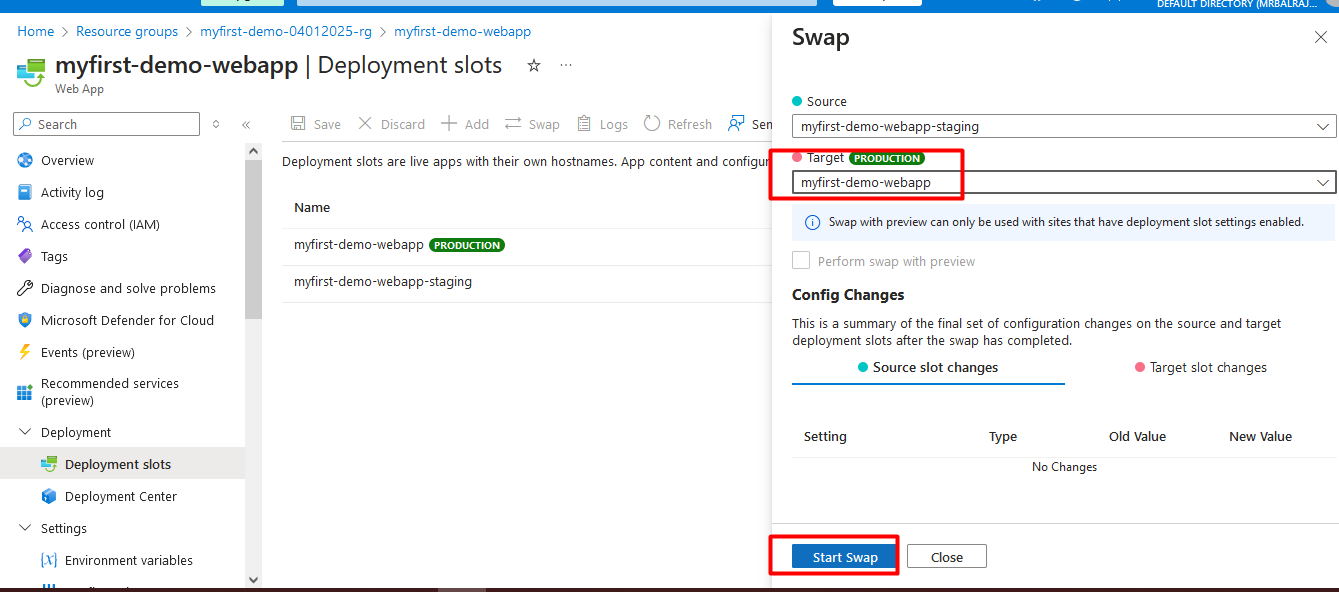 DEFAULT DIRECTORY (MRBALRAJ...
Home > Resource groups > myfirst-demo-04012025-rg > myfirst-demo-webapp
myfirst-demo-webapp | Deployment slots
Web App
Search
Overview
Activity log
Access control (IAM)
Tags
Diagnose and solve problems
Microsoft Defender for Cloud
Events (preview)
Recommended services
(preview)
Deployment
Deployment slots
Deployment Center
Settings
Environment variables
Save Discard Add Swap Logs Refresh Sen
Deployment slots are live apps with their own hostnames. App content and configur
Name
myfirst-demo-webapp PRODUCTION
myfirst-demo-webapp-staging
Swap
Source
myfirst-demo-webapp-staging
Target PRODUCTION
myfirst-demo-webapp
Swap with preview can only be used with sites that have deployment slot settings enabled.
Perform swap with preview
Config Changes
This is a summary of the final set of configuration changes on the source and target
deployment slots after the swap has completed.
Source slot changes Target slot changes
Setting Type Old Value New Value
No Changes
Start Swap Close